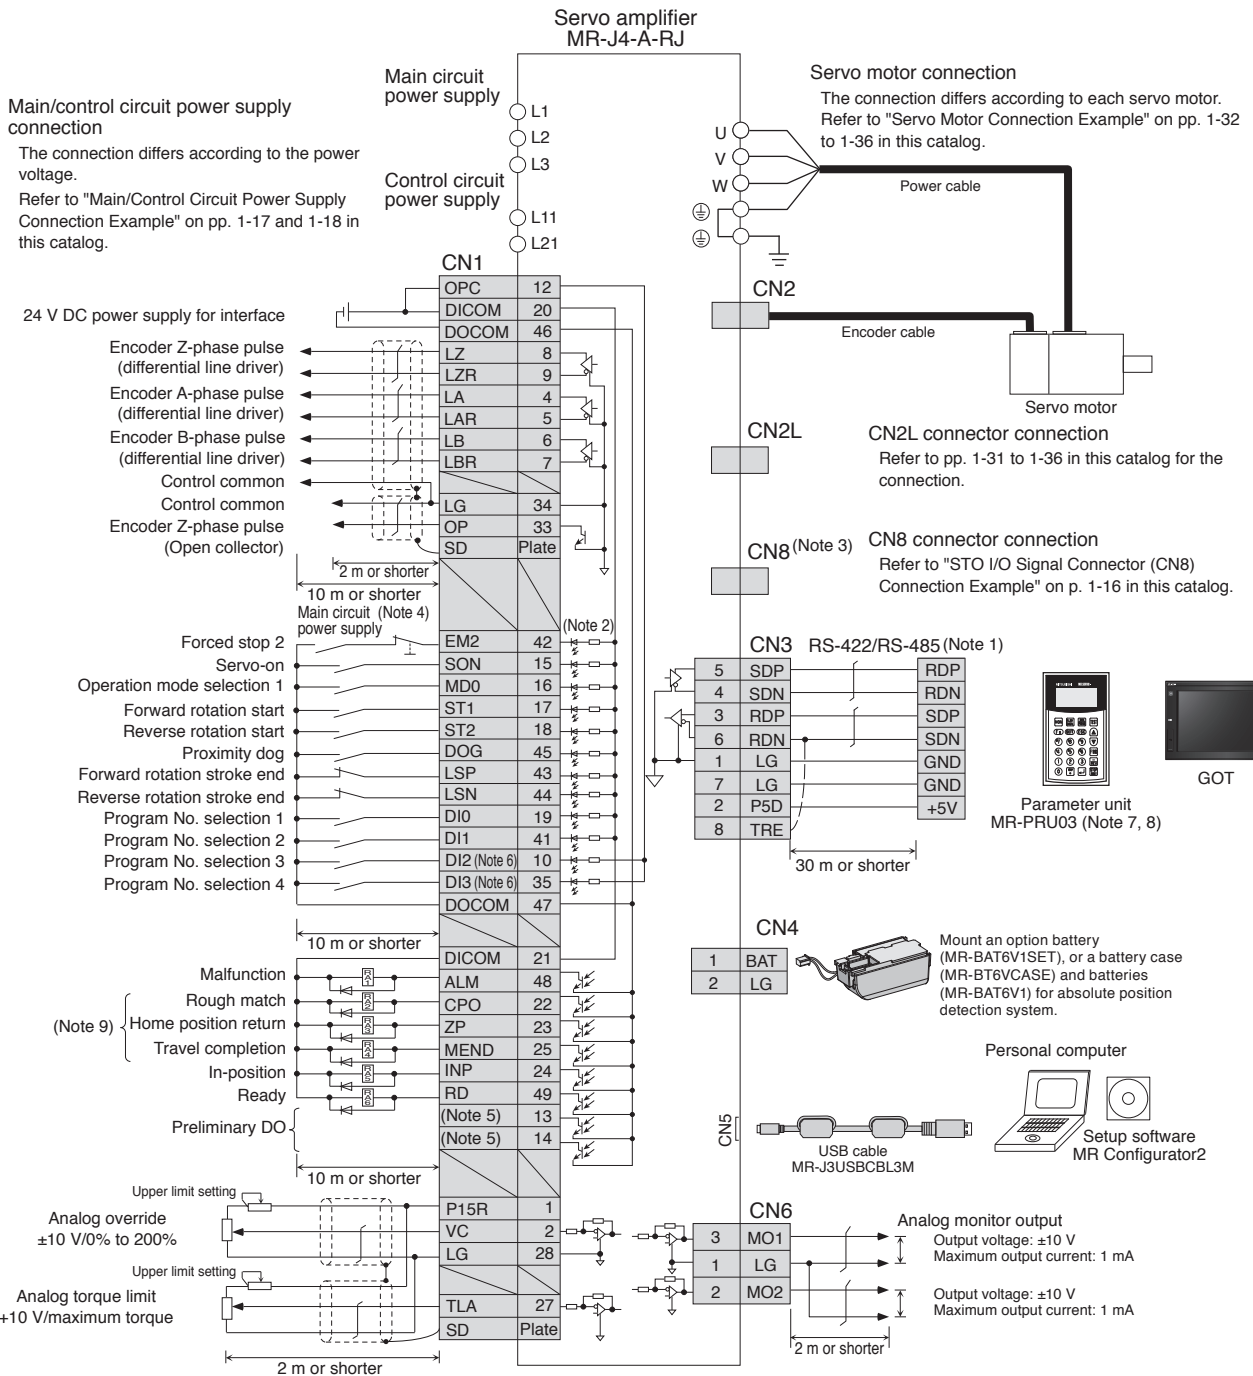 Servo amplifier
MR-J4-A-RJ
Main circuit
power supply
L1
L2
L3
Control circuit
power supply
L11
L21
Main/control circuit power supply
connection
The connection differs according to the power
voltage.
Refer to "Main/Control Circuit Power Supply
Connection Example" on pp. 1-17 and 1-18 in
this catalog.
Servo motor connection
The connection differs according to each servo motor.
Refer to "Servo Motor Connection Example" on pp. 1-32
to 1-36 in this catalog.
U
V
W
Power cable
CN2
Encoder cable
Servo motor
CN2L
CN2L connector connection
Refer to pp. 1-31 to 1-36 in this catalog for the
connection.
CN8 (Note 3)
CN8 connector connection
Refer to "STO I/O Signal Connector (CN8)
Connection Example" on p. 1-16 in this catalog.
CN1
OPC 12
24 V DC power supply for interface
DICOM 20
DOCOM 46
Encoder Z-phase pulse
(differential line driver)
LZ 8
LZR 9
Encoder A-phase pulse
(differential line driver)
LA 4
LAR 5
Encoder B-phase pulse
(differential line driver)
LB 6
LBR 7
Control common
Control common
LG 34
Encoder Z-phase pulse
(Open collector)
OP 33
SD Plate
2 m or shorter
10 m or shorter
Main circuit (Note 4)
power supply
(Note 2)
Forced stop 2 EM2 42
Servo-on SON 15
Operation mode selection 1 MD0 16
Forward rotation start ST1 17
Reverse rotation start ST2 18
Proximity dog DOG 45
Forward rotation stroke end LSP 43
Reverse rotation stroke end LSN 44
Program No. selection 1 DI0 19
Program No. selection 2 DI1 41
Program No. selection 3 DI2 (Note 6) 10
Program No. selection 4 DI3 (Note 6) 35
DOCOM 47
10 m or shorter
DICOM 21
Malfunction RA1 ALM 48
(Note 9)
Rough match RA2 CPO 22
Home position return RA3 ZP 23
Travel completion RA4 MEND 25
In-position RA5 INP 24
Ready RA6 RD 49
Preliminary DO
(Note 5) 13
(Note 5) 14
10 m or shorter
Upper limit setting
Analog override
±10 V/0% to 200%
P15R 1
VC 2
LG 28
Upper limit setting
Analog torque limit
+10 V/maximum torque
TLA 27
SD Plate
2 m or shorter
CN3 RS-422/RS-485 (Note 1)
5 SDP RDP
4 SDN RDN
3 RDP SDP
6 RDN SDN
1 LG GND
7 LG GND
2 P5D +5V
8 TRE
30 m or shorter
Parameter unit
MR-PRU03 (Note 7, 8)
GOT
CN4
1 BAT
2 LG
Mount an option battery
(MR-BAT6V1SET), or a battery case
(MR-BT6VCASE) and batteries
(MR-BAT6V1) for absolute position
detection system.
Personal computer
CN5
USB cable
MR-J3USBCBL3M
Setup software
MR Configurator2
CN6
3 MO1
1 LG
2 MO2
Analog monitor output
Output voltage: ±10 V
Maximum output current: 1 mA
Output voltage: ±10 V
Maximum output current: 1 mA
2 m or shorter